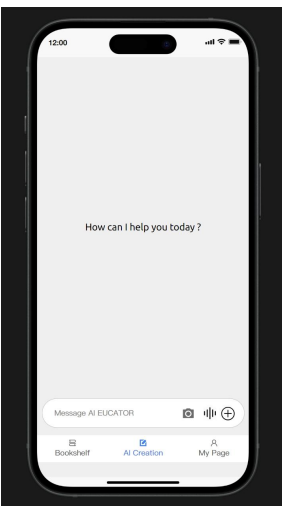 12:00
How can I help you today ?
Message AI EUCATOR
Bookshelf
AI Creation
My Page